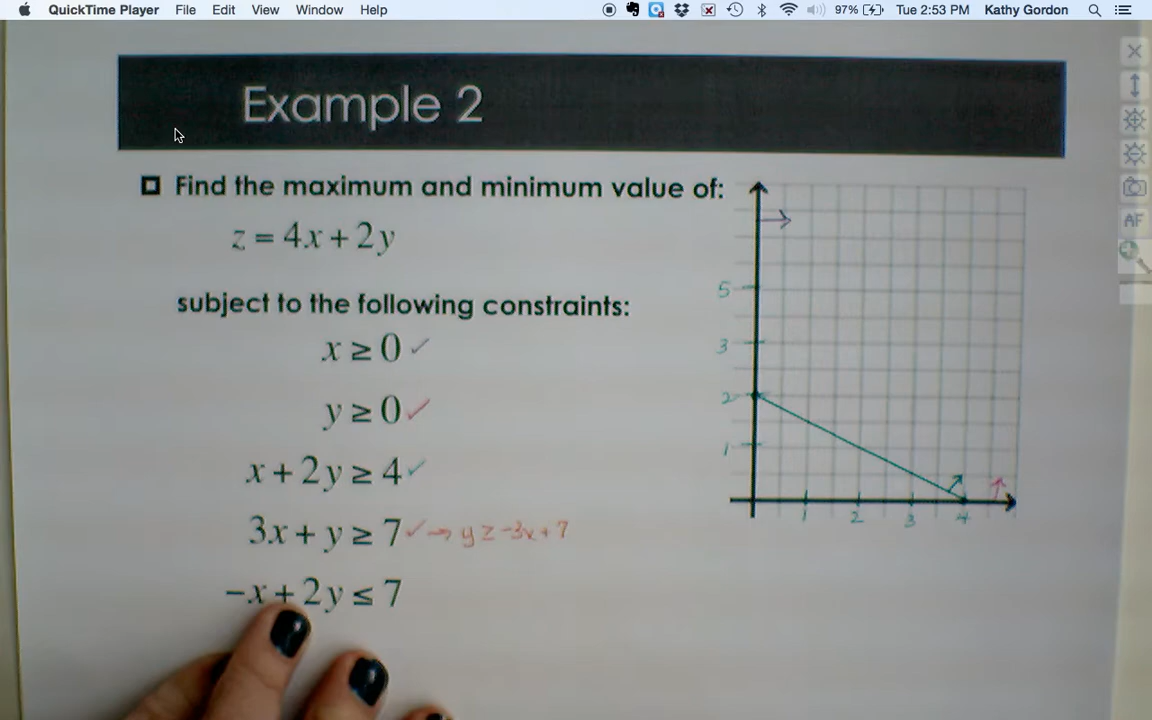 QuickTime Player File Edit View Window Help 97% Tue 2:53 PM Kathy Gordon
Example 2
Find the maximum and minimum value of:
z = 4x + 2y
subject to the following constraints:
x ≥ 0 ✓
y ≥ 0 ✓
x + 2y ≥ 4 ✓
3x + y ≥ 7 ✓ → y ≥ -3x + 7
-x + 2y ≤ 7
5
3
2
1
1 2 3 4
AF